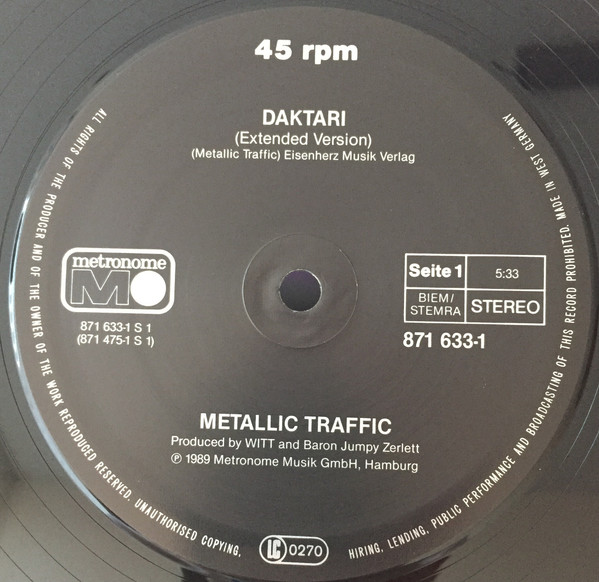 45 rpm
DAKTARI
(Extended Version)
(Metallic Traffic) Eisenherz Musik Verlag
metronome
M
871 633-1 S 1
(871 475-1 S 1)
Seite 1
5:33
BIEM/
STEMRA
STEREO
871 633-1
METALLIC TRAFFIC
Produced by WITT and Baron Jumpy Zerlett
℗ 1989 Metronome Musik GmbH, Hamburg
LC 0270
ALL RIGHTS OF THE PRODUCER AND OF THE OWNER OF THE WORK REPRODUCED RESERVED. UNAUTHORISED COPYING, HIRING, LENDING, PUBLIC PERFORMANCE AND BROADCASTING OF THIS RECORD PROHIBITED. MADE IN WEST GERMANY